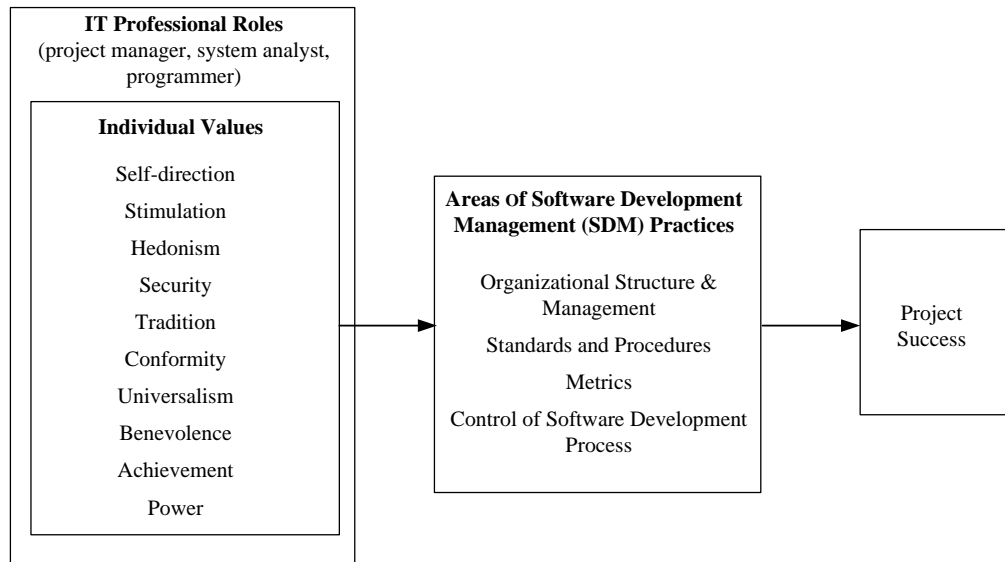 IT Professional Roles
(project manager, system analyst,
programmer)
Individual Values
Self-direction
Stimulation
Hedonism
Security
Tradition
Conformity
Universalism
Benevolence
Achievement
Power
Areas Of Software Development
Management (SDM) Practices
Organizational Structure &
Management
Standards and Procedures
Metrics
Control of Software Development
Process
Project
Success